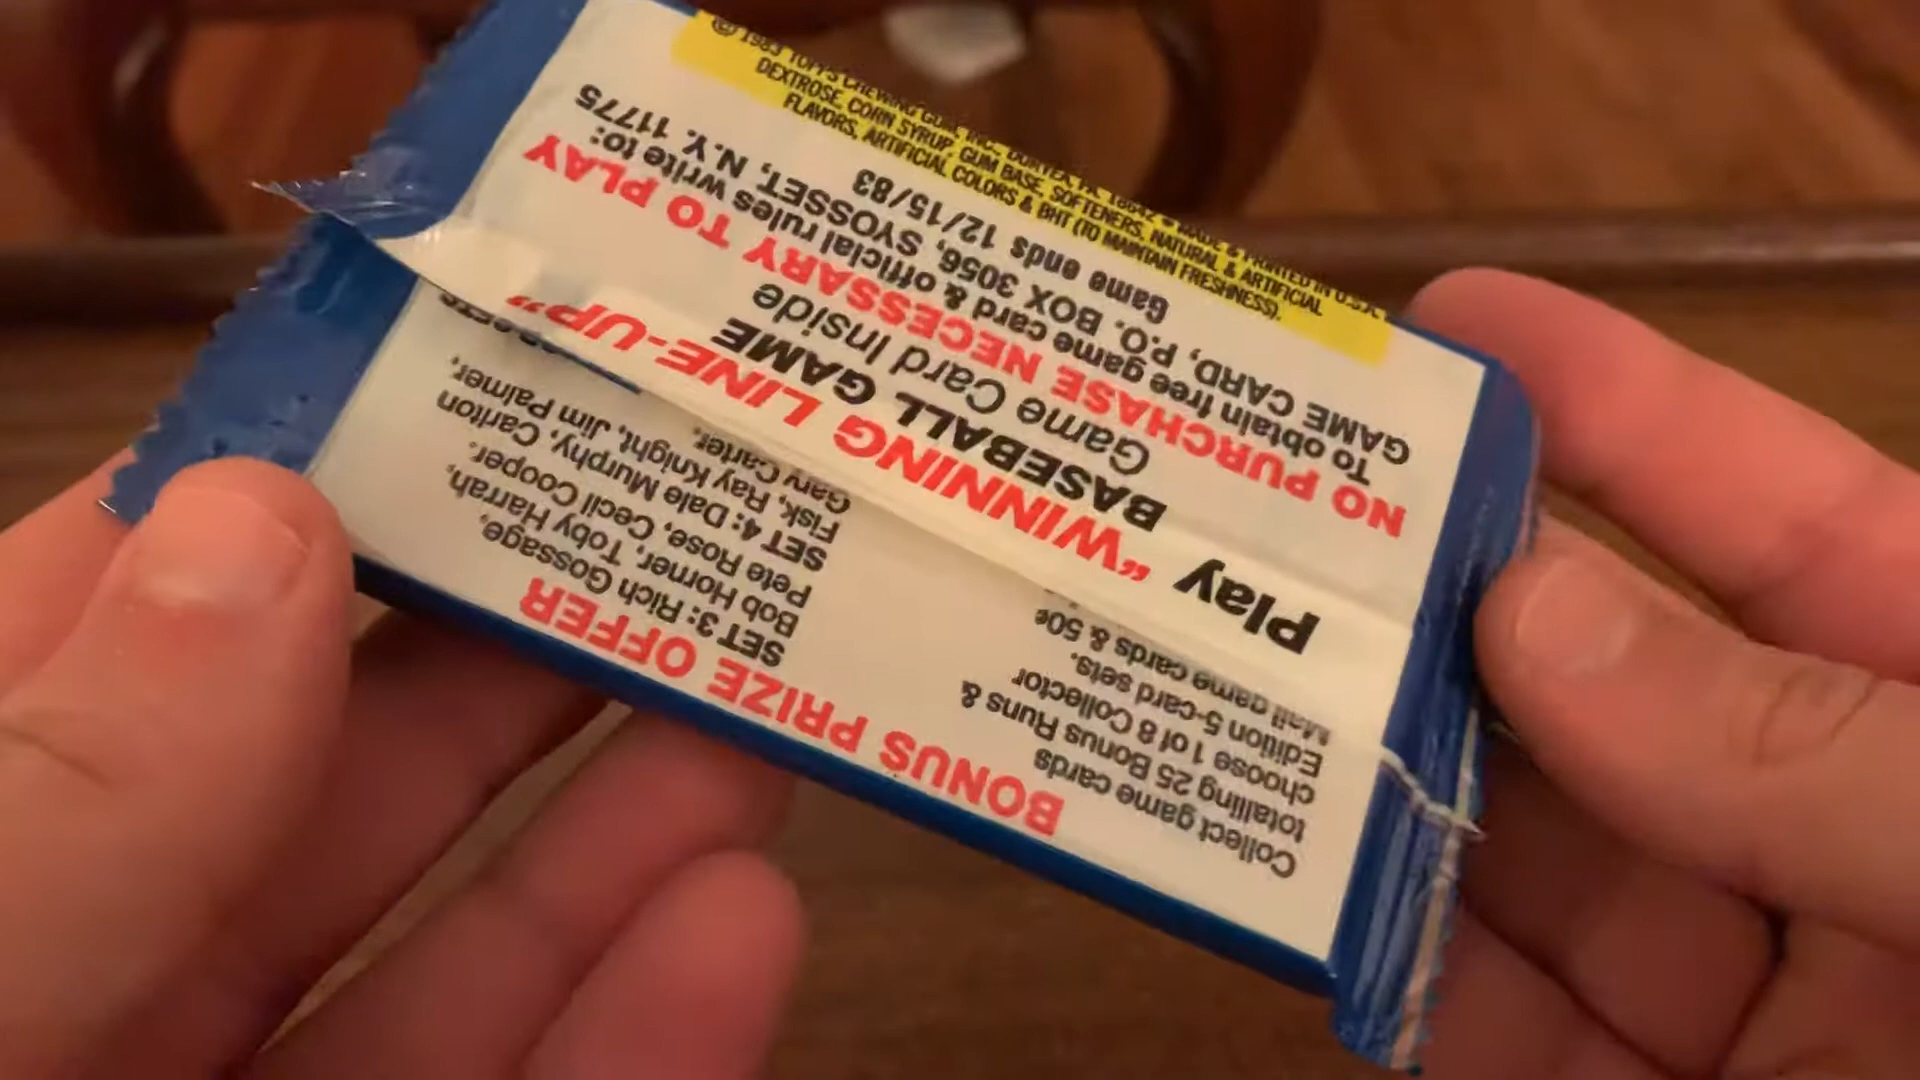 BONUS PRIZE OFFER
Collect game cards
totalling 25 Bonus Runs &
choose 1 of 8 Collector
Edition 5-card sets.
Mail game cards & 50¢
SET 3: Rich Gossage,
Bob Horner, Toby Harrah,
Pete Rose, Cecil Cooper.
SET 4: Dale Murphy, Carlton
Fisk, Ray Knight, Jim Palmer,
Gary Carter.
Play
"WINNING LINE-UP"
BASEBALL GAME
Game Card Inside
NO PURCHASE NECESSARY TO PLAY
To obtain free game card & official rules write to:
GAME CARD, P.O. BOX 3056, SYOSSET, N.Y. 11775
Game ends 12/15/83
© 1983 TOPPS CHEWING GUM, INC., DURYEA, PA. 18642 MADE & PRINTED IN U.S.A.
DEXTROSE, CORN SYRUP, GUM BASE, SOFTENERS, NATURAL & ARTIFICIAL
FLAVORS, ARTIFICIAL COLORS & BHT (TO MAINTAIN FRESHNESS).